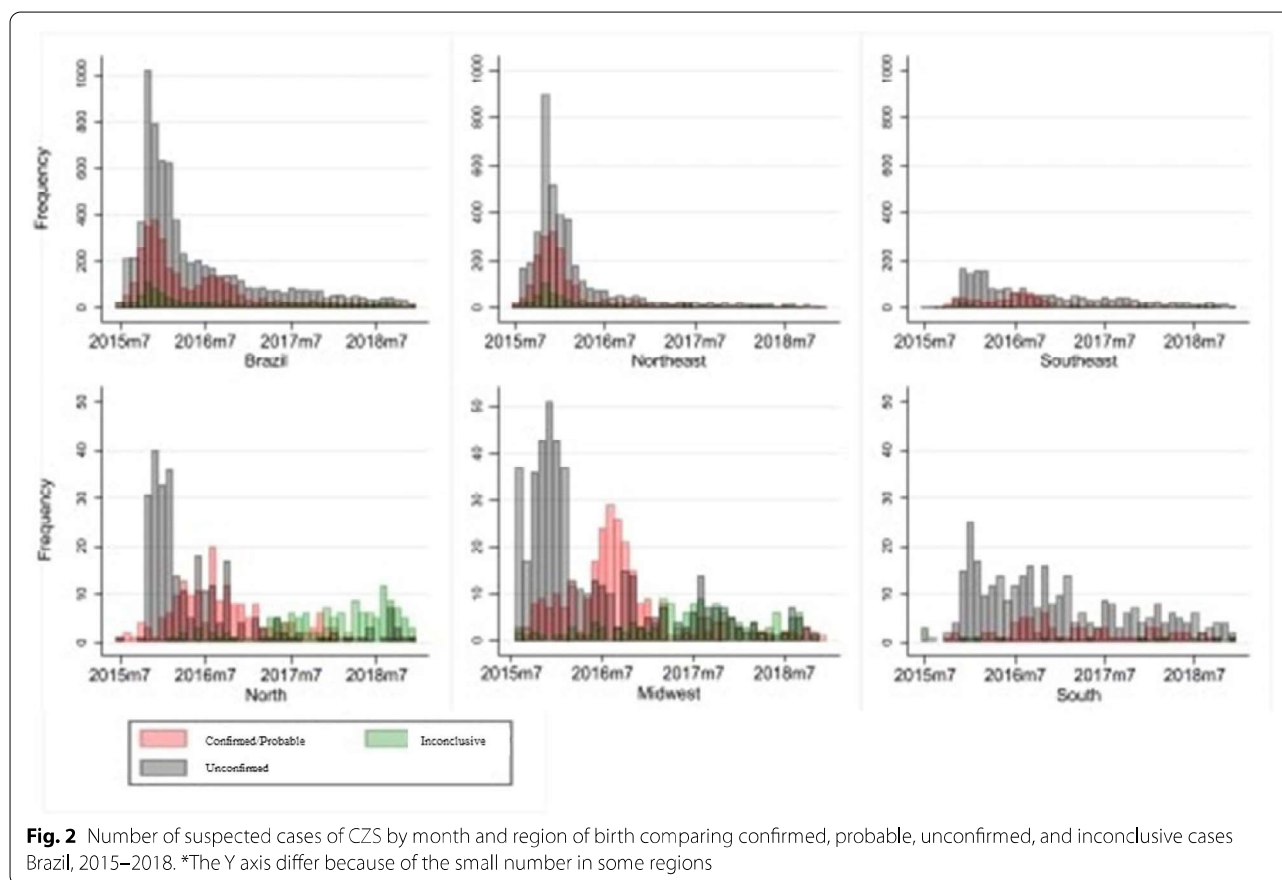 Frequency
1000
800
600
400
200
0
2015m7 2016m7 2017m7 2018m7
Brazil
1000
800
600
400
200
0
2015m7 2016m7 2017m7 2018m7
Northeast
1000
800
600
400
200
0
2015m7 2016m7 2017m7 2018m7
Southeast
Frequency
50
40
30
20
10
0
2015m7 2016m7 2017m7 2018m7
North
50
40
30
20
10
0
2015m7 2016m7 2017m7 2018m7
Midwest
50
40
30
20
10
0
2015m7 2016m7 2017m7 2018m7
South
Confirmed/Probable Inconclusive
Unconfirmed
Fig. 2 Number of suspected cases of CZS by month and region of birth comparing confirmed, probable, unconfirmed, and inconclusive cases
Brazil, 2015–2018. *The Y axis differ because of the small number in some regions